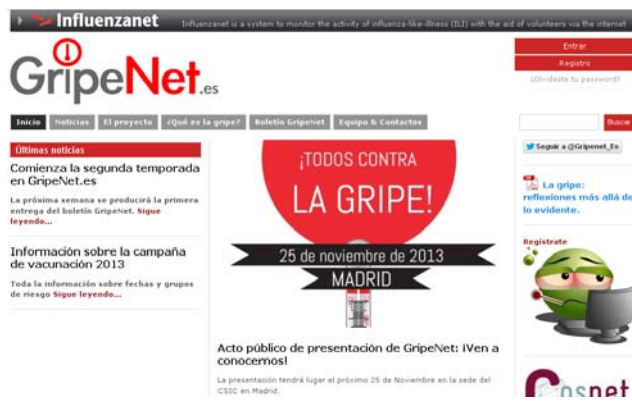 Influenzanet
Influenzanet is a system to monitor the activity of influenza-like-illness (ILI) with the aid of volunteers via the internet
GripeNet.es
Entrar
Registro
¿Olvidaste tu password?
Inicio
Noticias
El proyecto
¿Qué es la gripe?
Boletín GripeNet
Equipo & Contactos
Buscar
Últimas noticias
Comienza la segunda temporada
en GripeNet.es
La próxima semana se producirá la primera
entrega del boletín GripeNet. Sigue
leyendo...
Información sobre la campaña
de vacunación 2013
Toda la información sobre fechas y grupos
de riesgo Sigue leyendo...
¡TODOS CONTRA
LA GRIPE!
25 de noviembre de 2013
MADRID
Acto público de presentación de GripeNet: ¡Ven a
conocernos!
La presentación tendrá lugar el próximo 25 de Noviembre en la sede del
CSIC en Madrid.
Seguir a @Gripenet_Es
La gripe:
reflexiones más allá de
lo evidente.
Regístrate
Cosnet